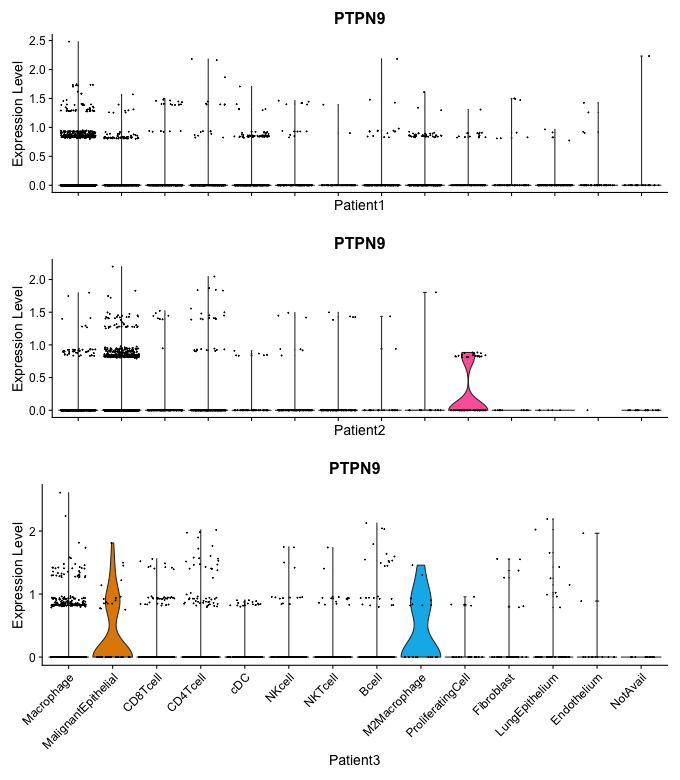 PTPN9
Expression Level
2.5
2.0
1.5
1.0
0.5
0.0
Patient1
PTPN9
Expression Level
2.0
1.5
1.0
0.5
0.0
Patient2
PTPN9
Expression Level
2
1
0
Macrophage
MalignantEpithelial
CD8Tcell
CD4Tcell
cDC
NKcell
NKTcell
Bcell
M2Macrophage
ProliferatingCell
Fibroblast
LungEpithelium
Endothelium
NotAvail
Patient3